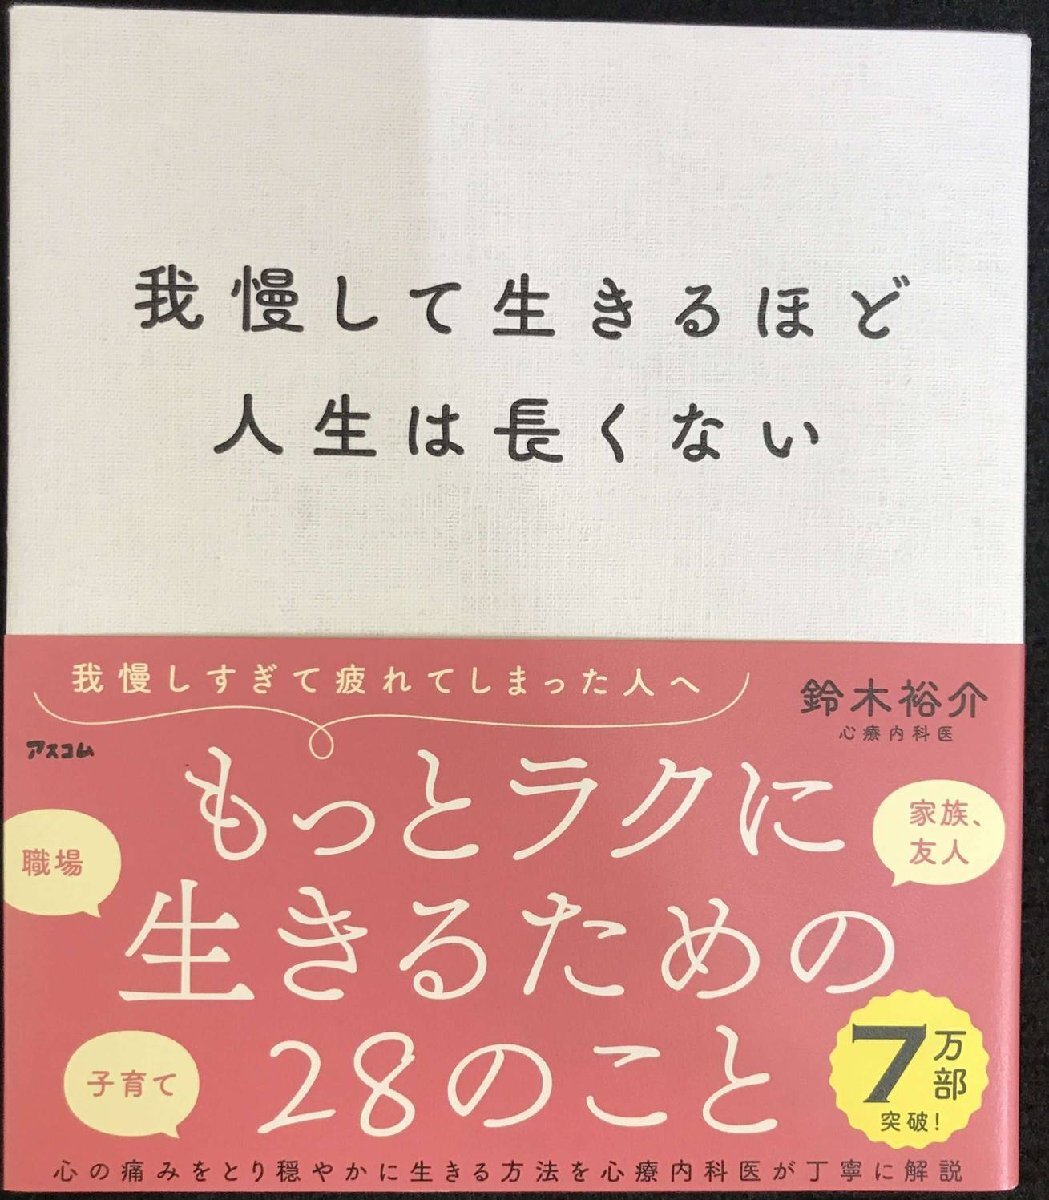 我慢して生きるほど
人生は長くない
我慢しすぎて疲れてしまった人へ
鈴木裕介
心療内科医
アスコム
もっとラクに
生きるための
28のこと
職場
家族、
友人
子育て
7万部
突破!
心の痛みをとり穏やかに生きる方法を心療内科医が丁寧に解説